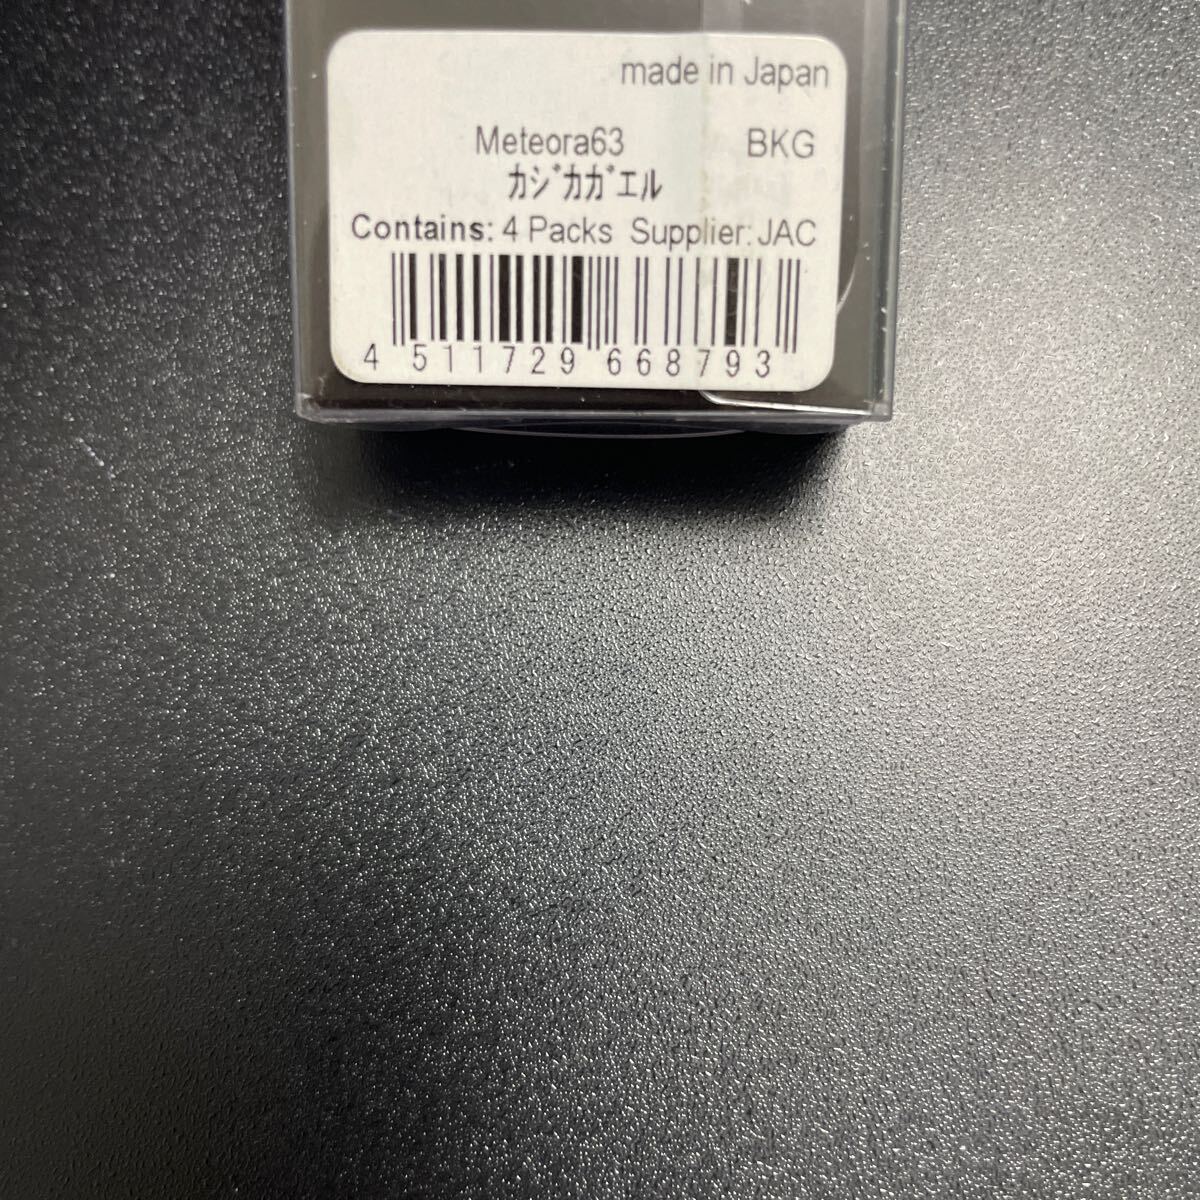 made in Japan
Meteora63 BKG
カジカガエル
Contains: 4 Packs Supplier: JAC
4 511729 668793